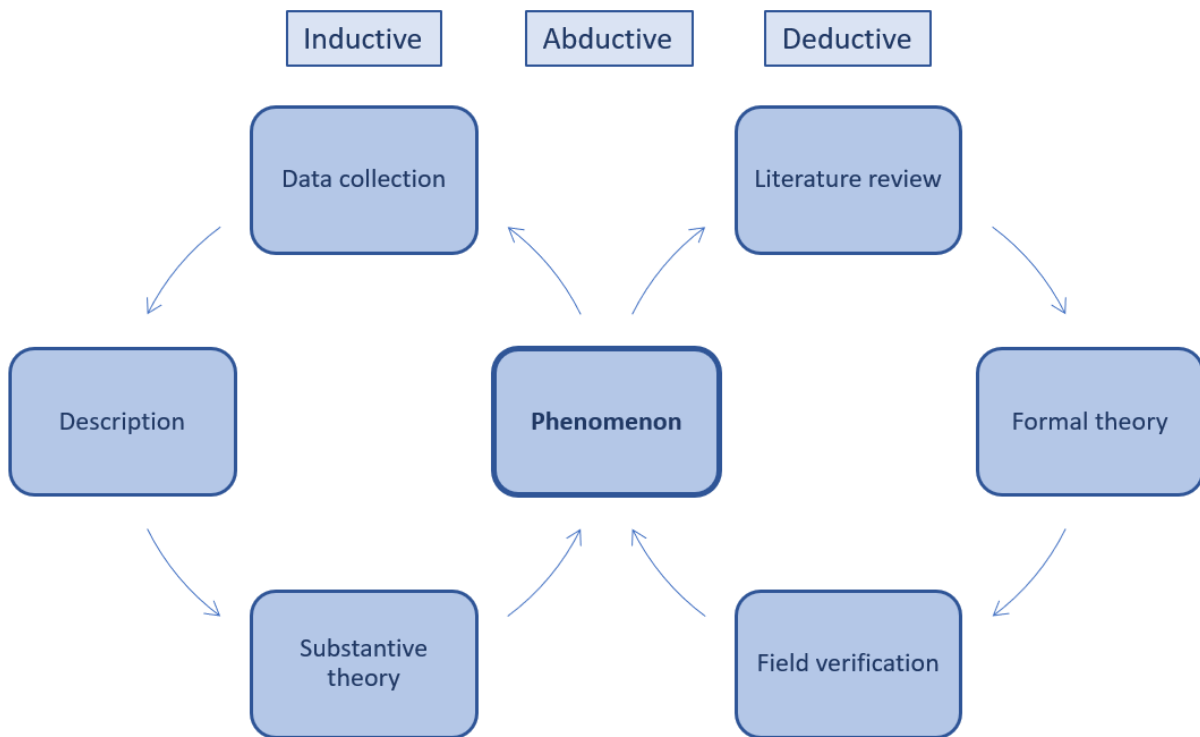 Inductive
Abductive
Deductive
Data collection
Literature review
Description
Phenomenon
Formal theory
Substantive
theory
Field verification